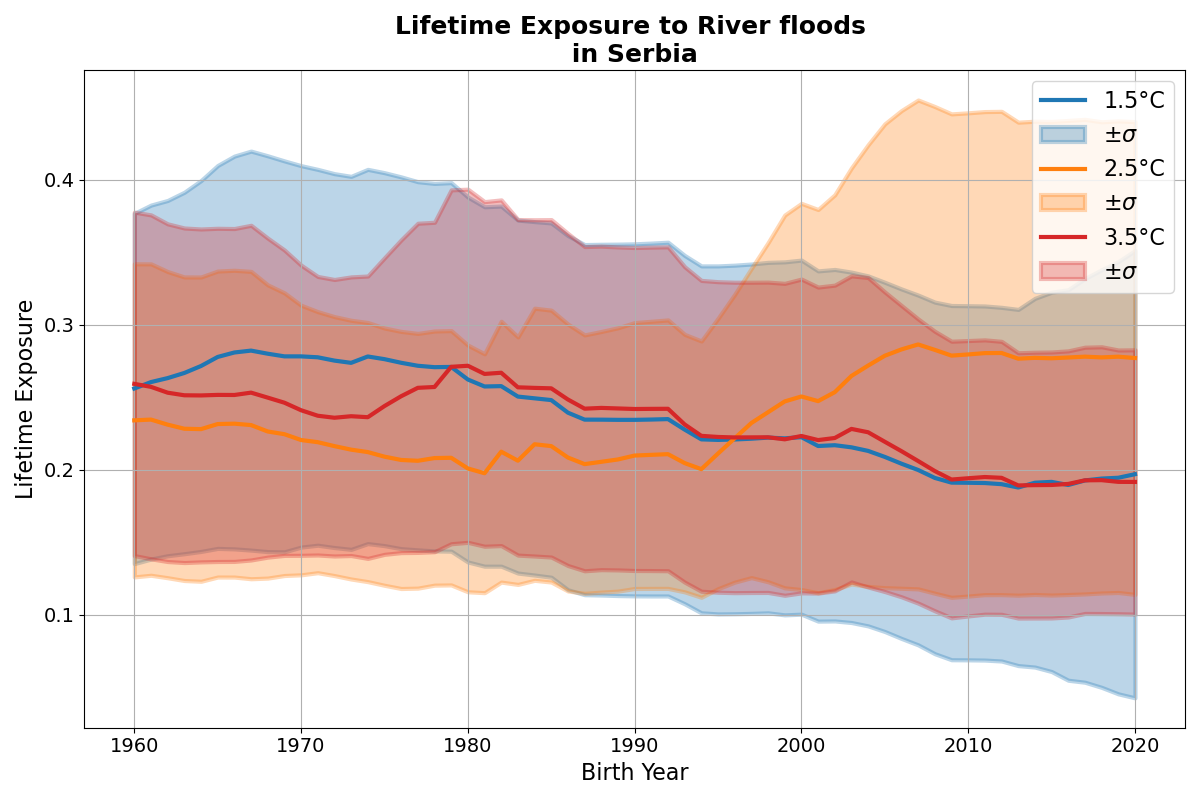 Lifetime Exposure to River floods
in Serbia
1.5°C
±σ
2.5°C
±σ
3.5°C
±σ
Lifetime Exposure
0.4
0.3
0.2
0.1
1960 1970 1980 1990 2000 2010 2020
Birth Year